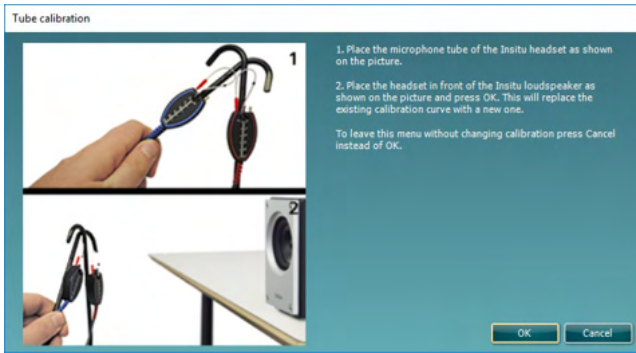 Tube calibration
1
1. Place the microphone tube of the Insitu headset as shown
on the picture.
2. Place the headset in front of the Insitu loudspeaker as
shown on the picture and press OK. This will replace the
existing calibration curve with a new one.
To leave this menu without changing calibration press Cancel
instead of OK.
2
OK Cancel